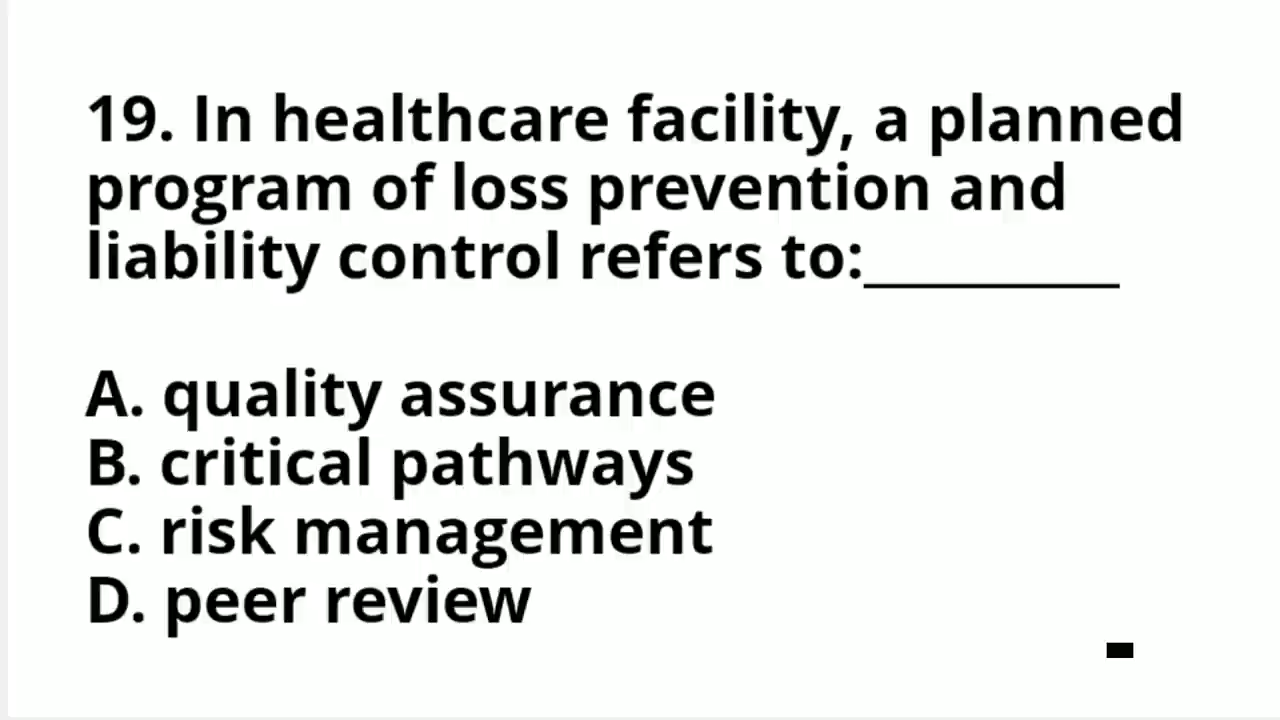 19. In healthcare facility, a planned
program of loss prevention and
liability control refers to:__________
A. quality assurance
B. critical pathways
C. risk management
D. peer review